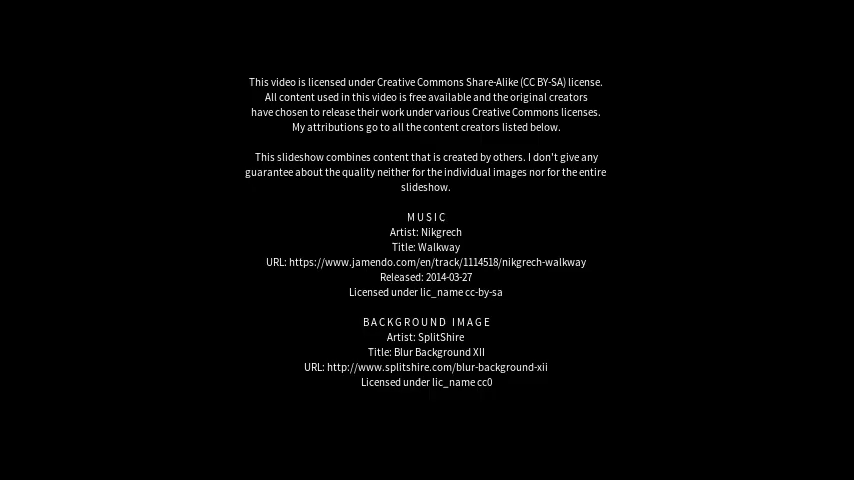 This video is licensed under Creative Commons Share-Alike (CC BY-SA) license.
All content used in this video is free available and the original creators
have chosen to release their work under various Creative Commons licenses.
My attributions go to all the content creators listed below.
This slideshow combines content that is created by others. I don't give any
guarantee about the quality neither for the individual images nor for the entire
slideshow.
MUSIC
Artist: Nikgrech
Title: Walkway
URL: https://www.jamendo.com/en/track/1114518/nikgrech-walkway
Released: 2014-03-27
Licensed under lic_name cc-by-sa
BACKGROUND IMAGE
Artist: SplitShire
Title: Blur Background XII
URL: http://www.splitshire.com/blur-background-xii
Licensed under lic_name cc0